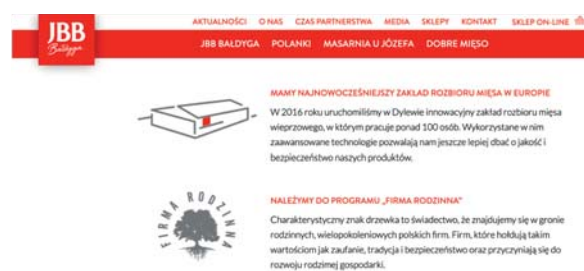 AKTUALNOŚCI O NAS CZAS PARTNERSTWA MEDIA SKLEPY KONTAKT SKLEP ON-LINE
JBB
Bałdyga
JBB BAŁDYGA POLANKI MASARNIA U JÓZEFA DOBRE MIĘSO
MAMY NAJNOWOCZEŚNIEJSZY ZAKŁAD ROZBIORU MIĘSA W EUROPIE
W 2016 roku uruchomiliśmy w Dylewie innowacyjny zakład rozbioru mięsa
wieprzowego, w którym pracuje ponad 100 osób. Wykorzystane w nim
zaawansowane technologie pozwalają nam jeszcze lepiej dbać o jakość i
bezpieczeństwo naszych produktów.
FIRMA RODZINNA
NALEŻYMY DO PROGRAMU „FIRMA RODZINNA”
Charakterystyczny znak drzewka to świadectwo, że znajdujemy się w gronie
rodzinnych, wielopokoleniowych polskich firm. Firm, które hołdują takim
wartościom jak zaufanie, tradycja i bezpieczeństwo oraz przyczyniają się do
rozwoju rodzimej gospodarki.